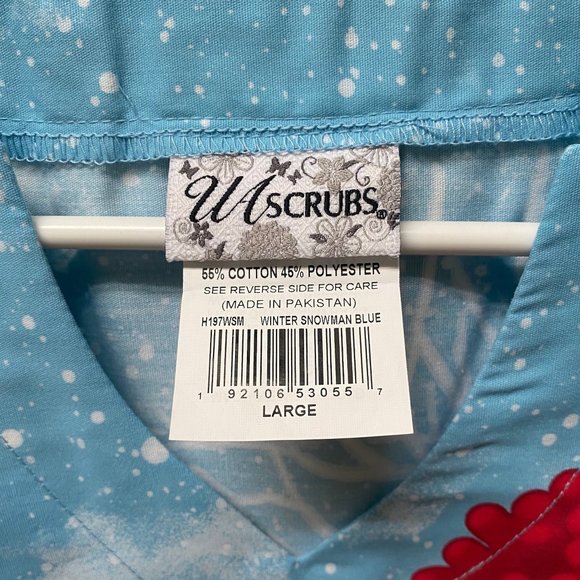 UA SCRUBS®
55% COTTON 45% POLYESTER
SEE REVERSE SIDE FOR CARE
(MADE IN PAKISTAN)
H197WSM WINTER SNOWMAN BLUE
1 92106 53055 7
LARGE